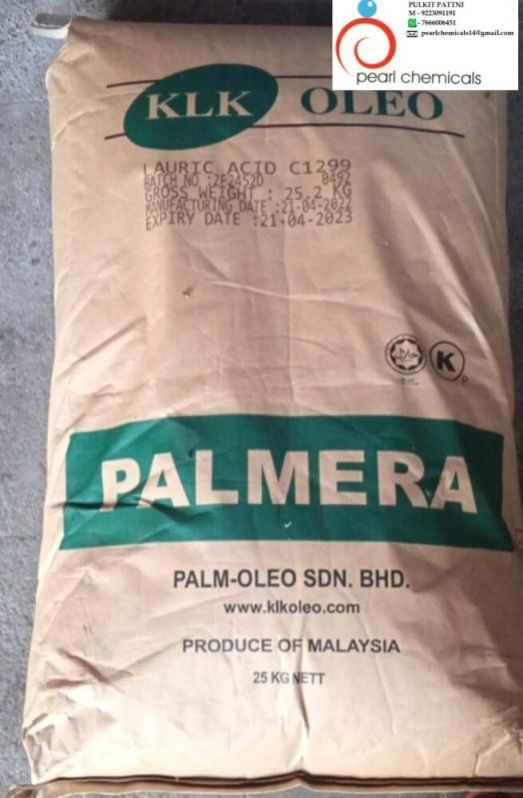 PULKIT PATTNI
M - 9223091191
- 7666006451
pearlchemicals14@gmail.com
pearl chemicals
KLK OLEO
LAURIC ACID C1299
BATCH NO :2E2452D 0492
GROSS WEIGHT : 25.2 KG
MANUFACTURING DATE :21-04-2022
EXPIRY DATE :21-04-2023
حلال
K
P
PALMERA
PALM-OLEO SDN. BHD.
www.klkoleo.com
PRODUCE OF MALAYSIA
25 KG NETT